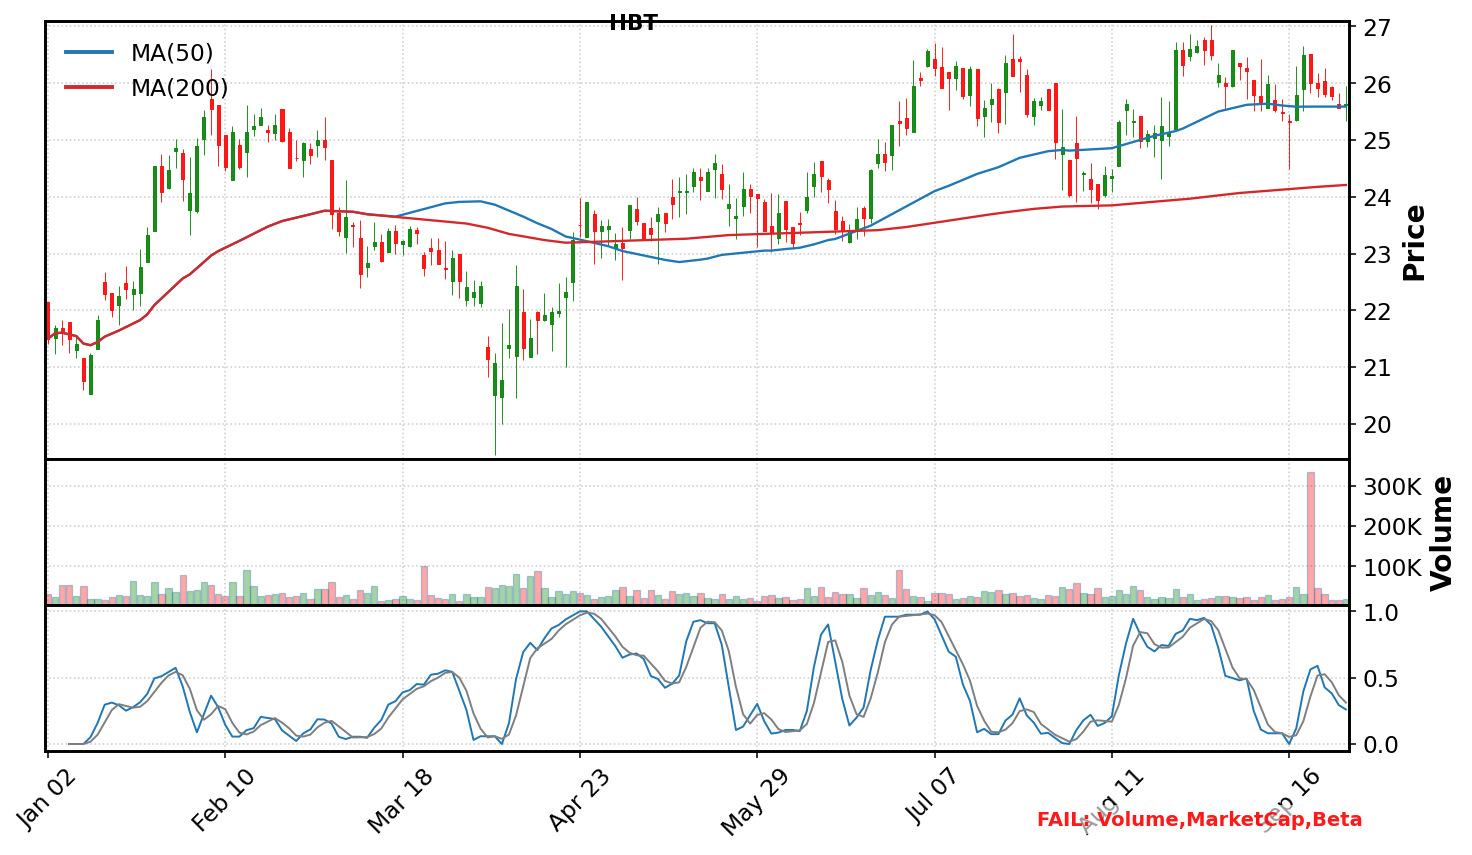 HBT
MA(50)
MA(200)
27
26
25
24
23
22
21
20
Price
300K
200K
100K
Volume
1.0
0.5
0.0
Jan 02
Feb 10
Mar 18
Apr 23
May 29
Jul 07
Aug 11
Sep 16
FAIL: Volume,MarketCap,Beta